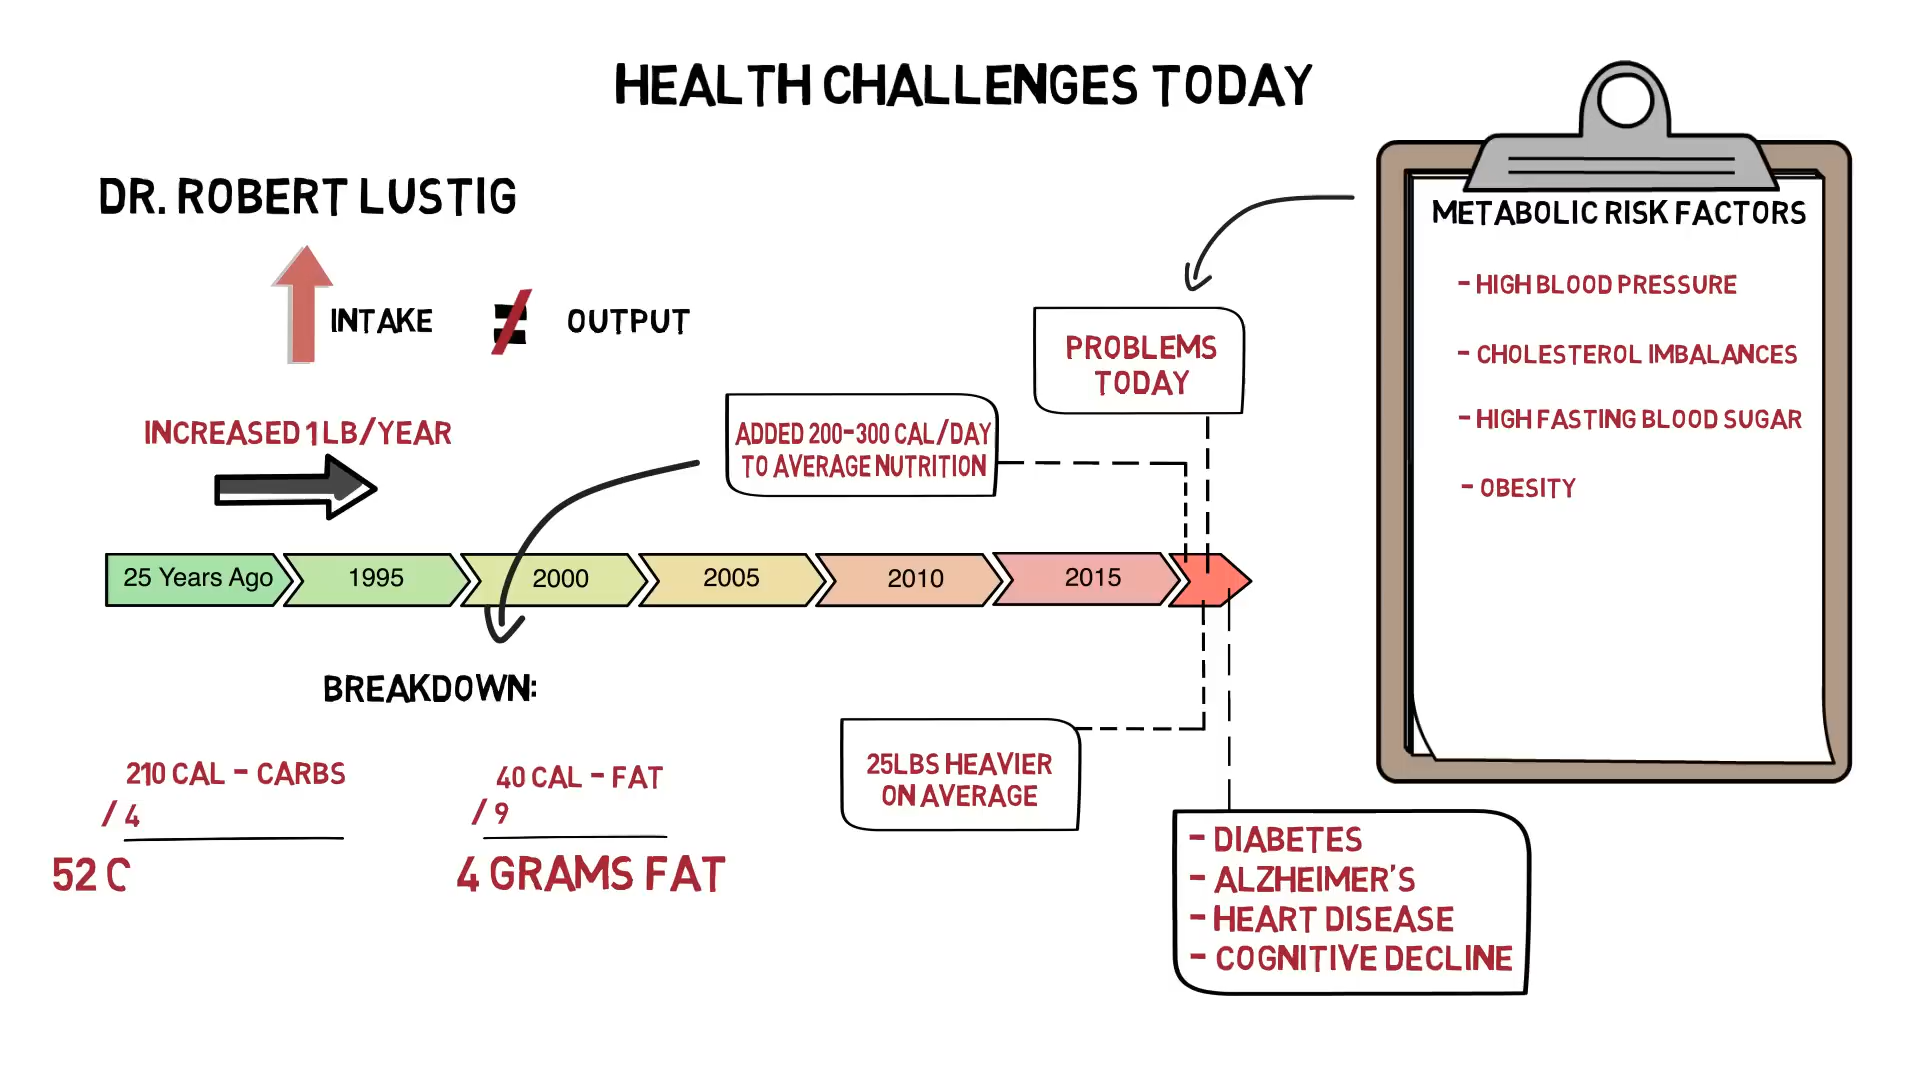 HEALTH CHALLENGES TODAY
DR. ROBERT LUSTIG
INTAKE ≠ OUTPUT
INCREASED 1 LB/YEAR
ADDED 200-300 CAL/DAY
TO AVERAGE NUTRITION
PROBLEMS
TODAY
METABOLIC RISK FACTORS
- HIGH BLOOD PRESSURE
- CHOLESTEROL IMBALANCES
- HIGH FASTING BLOOD SUGAR
- OBESITY
25 Years Ago 1995 2000 2005 2010 2015
BREAKDOWN:
210 CAL - CARBS
/ 4
52 C
40 CAL - FAT
/ 9
4 GRAMS FAT
25LBS HEAVIER
ON AVERAGE
- DIABETES
- ALZHEIMER'S
- HEART DISEASE
- COGNITIVE DECLINE